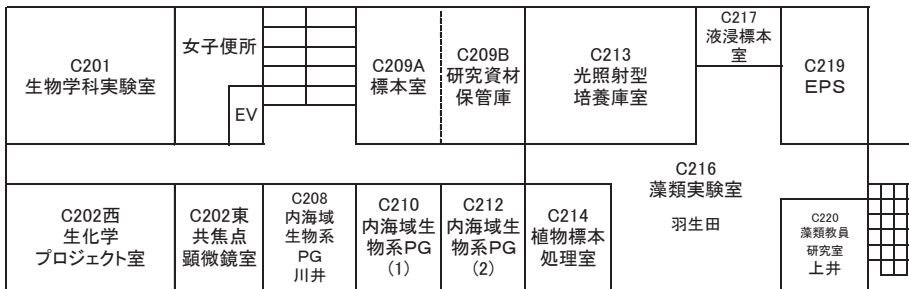 C201
生物学科実験室
女子便所
EV
C209A
標本室
C209B
研究資材
保管庫
C213
光照射型
培養庫室
C217
液浸標本
室
C219
EPS
C216
藻類実験室
羽生田
C202西
生化学
プロジェクト室
C202東
共焦点
顕微鏡室
C208
内海域
生物系
PG
川井
C210
内海域生
物系PG
(1)
C212
内海域生
物系PG
(2)
C214
植物標本
処理室
C220
藻類教員
研究室
上井